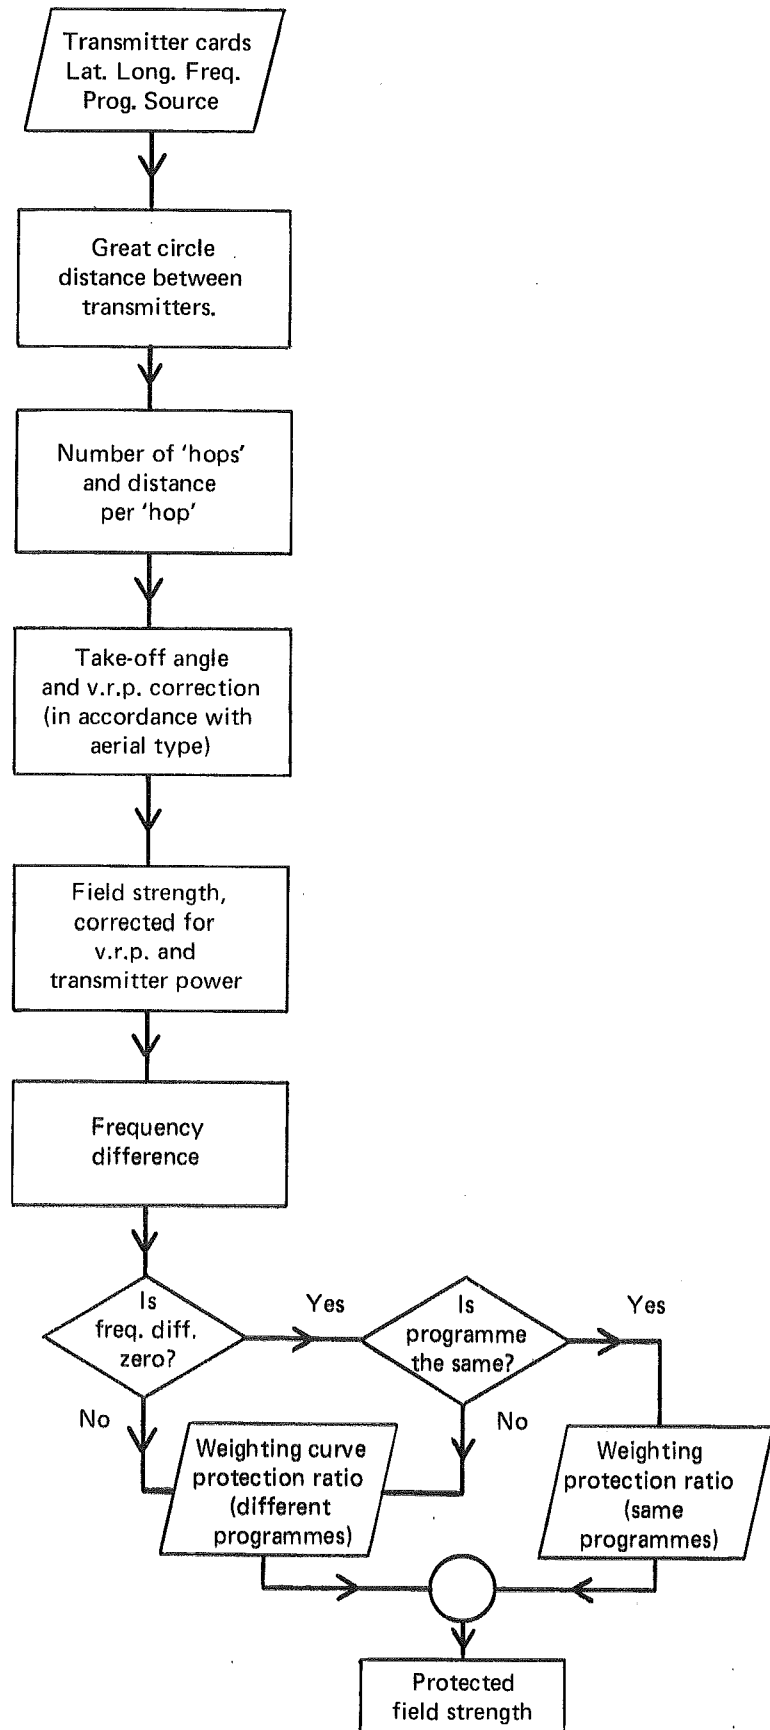 Transmitter cards
Lat. Long. Freq.
Prog. Source
Great circle
distance between
transmitters.
Number of ‘hops’
and distance
per ‘hop’
Take-off angle
and v.r.p. correction
(in accordance with
aerial type)
Field strength,
corrected for
v.r.p. and
transmitter power
Frequency
difference
Is
freq. diff.
zero?
Yes
Is
programme
the same?
Yes
No
No
Weighting curve
protection ratio
(different
programmes)
Weighting
protection ratio
(same
programmes)
Protected
field strength